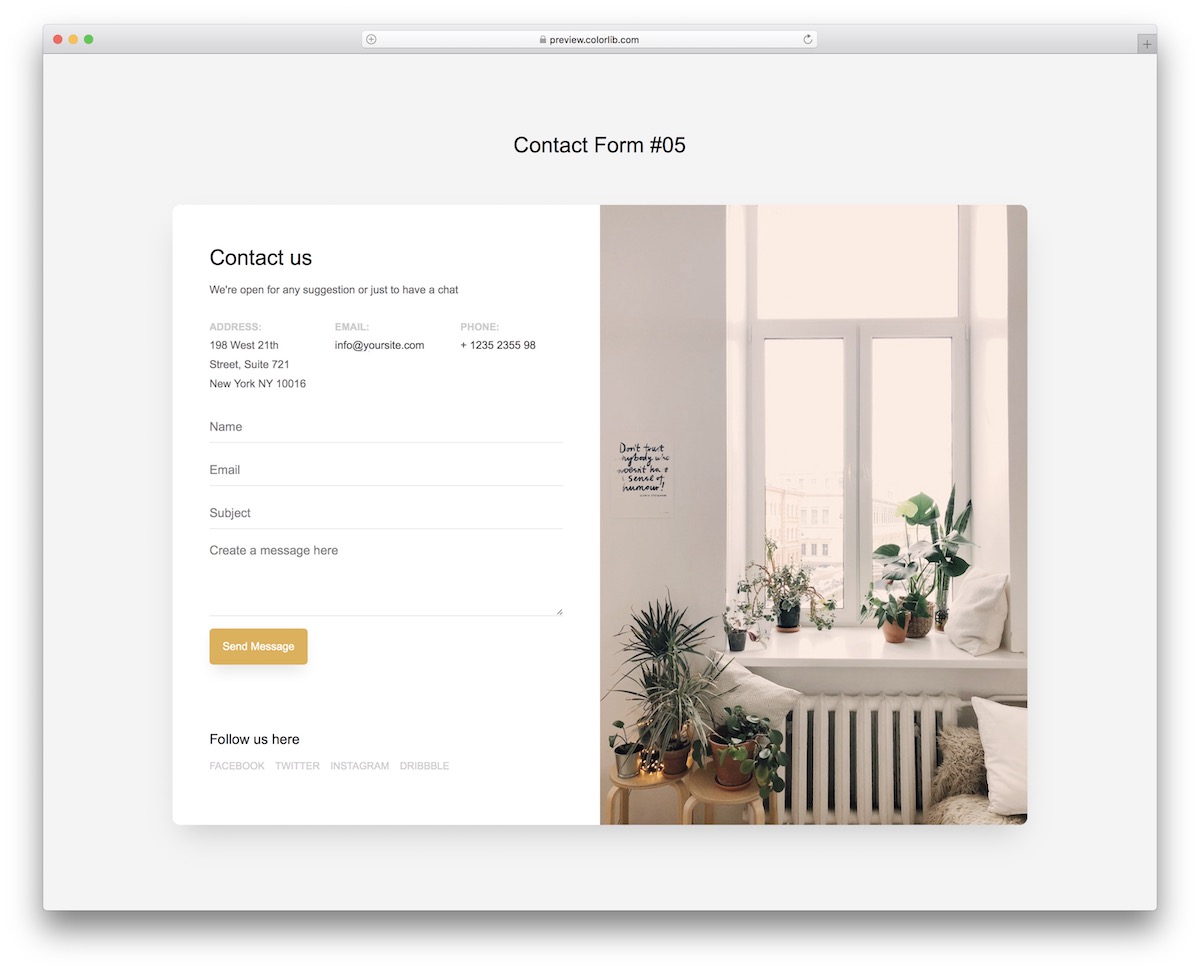 preview.colorlib.com
Contact Form #05
Contact us
We're open for any suggestion or just to have a chat
ADDRESS:
198 West 21th
Street, Suite 721
New York NY 10016
EMAIL:
info@yoursite.com
PHONE:
+ 1235 2355 98
Name
Email
Subject
Create a message here
Send Message
Follow us here
FACEBOOK TWITTER INSTAGRAM DRIBBBLE
Don't trust
who
doesn't
sense of
humour!